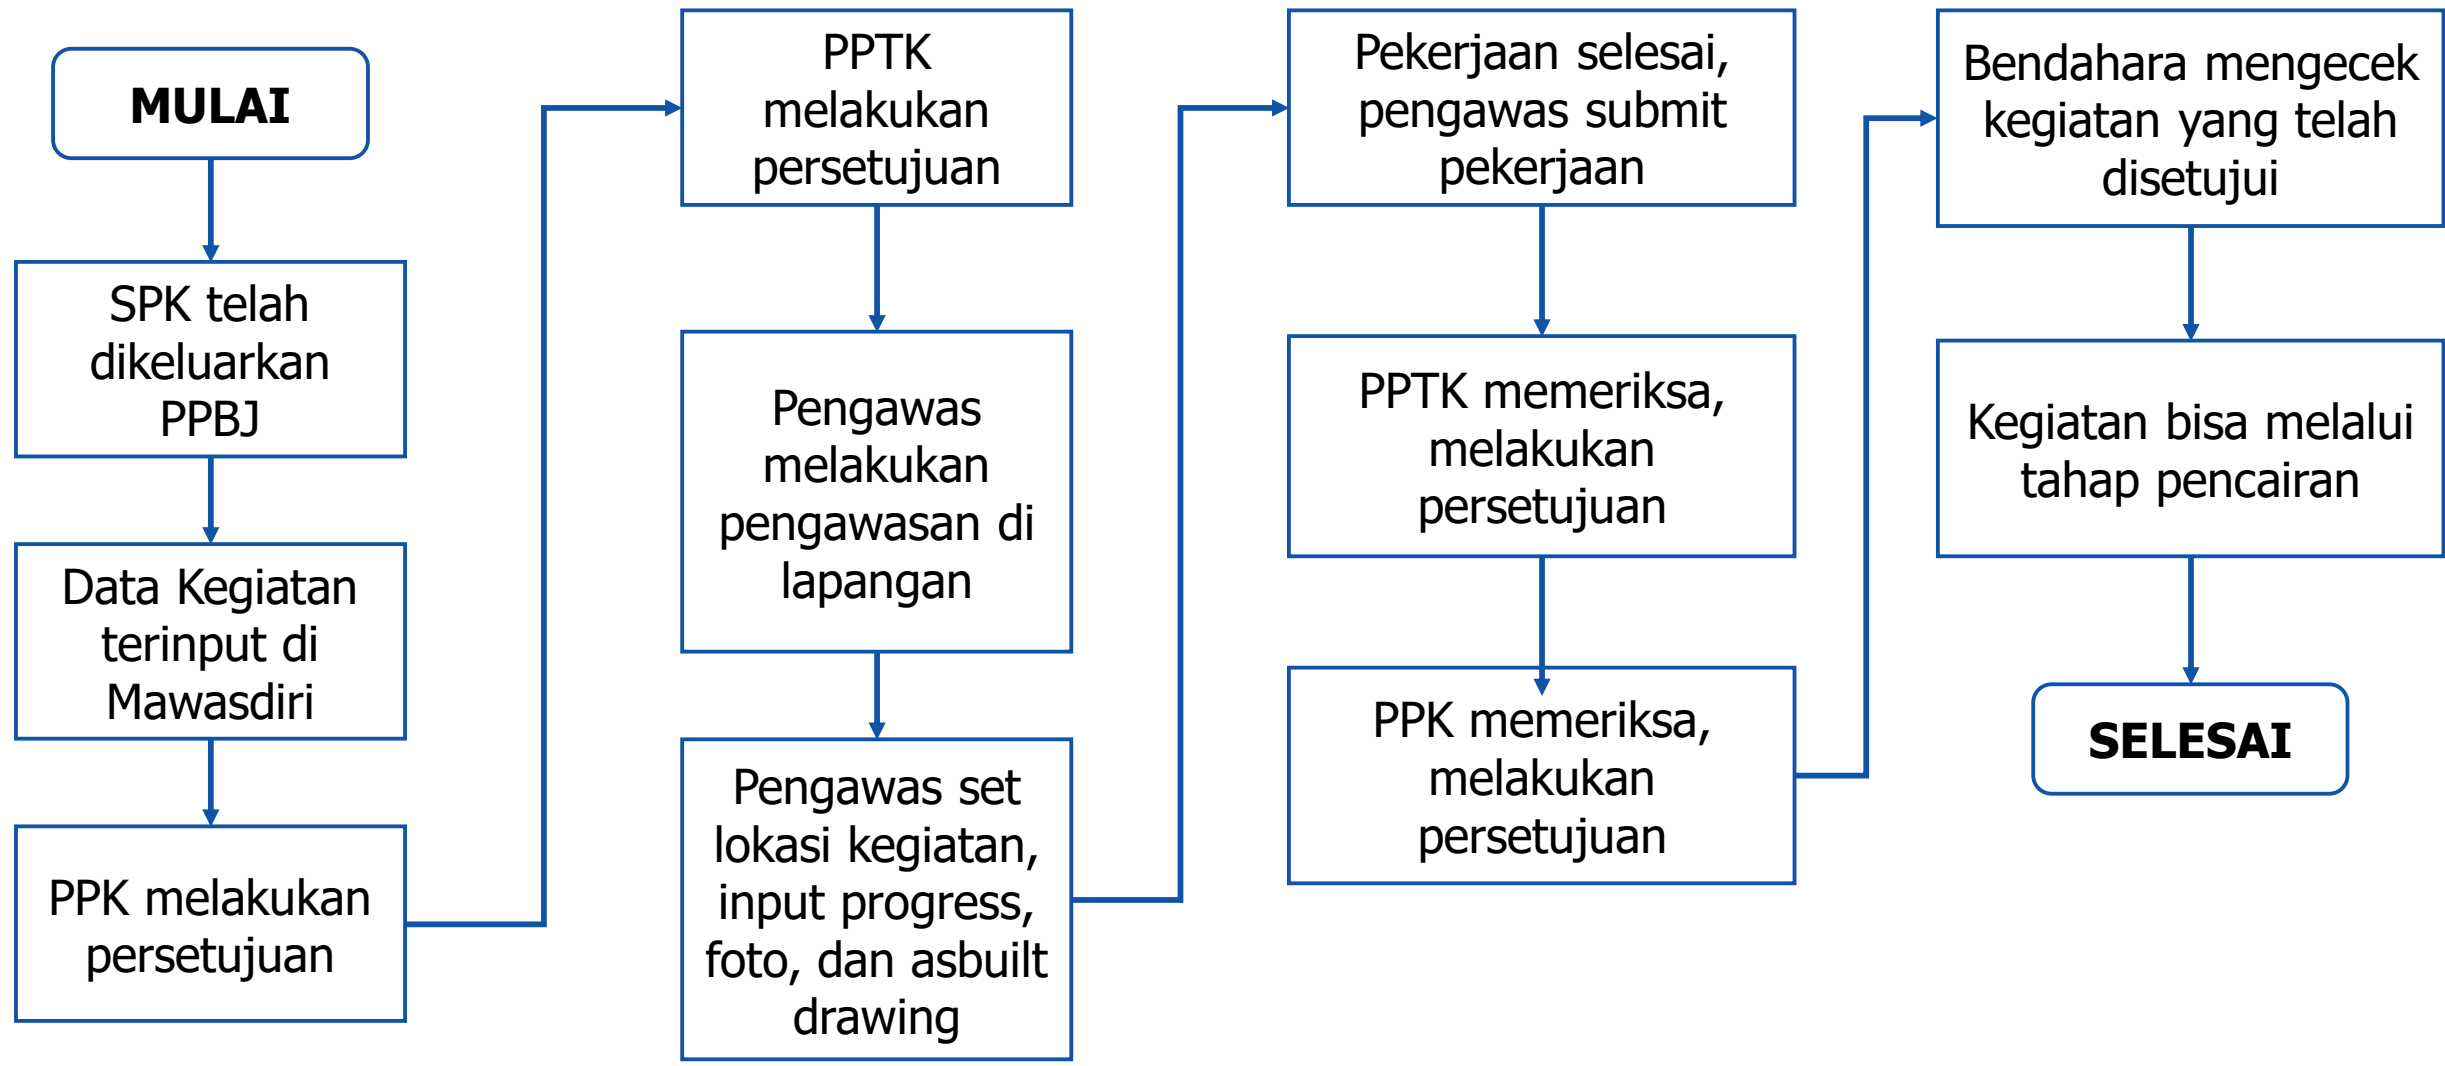 MULAI
SPK telah
dikeluarkan
PPBJ
Data Kegiatan
terinput di
Mawasdiri
PPK melakukan
persetujuan
PPTK
melakukan
persetujuan
Pengawas
melakukan
pengawasan di
lapangan
Pengawas set
lokasi kegiatan,
input progress,
foto, dan asbuilt
drawing
Pekerjaan selesai,
pengawas submit
pekerjaan
PPTK memeriksa,
melakukan
persetujuan
PPK memeriksa,
melakukan
persetujuan
Bendahara mengecek
kegiatan yang telah
disetujui
Kegiatan bisa melalui
tahap pencairan
SELESAI